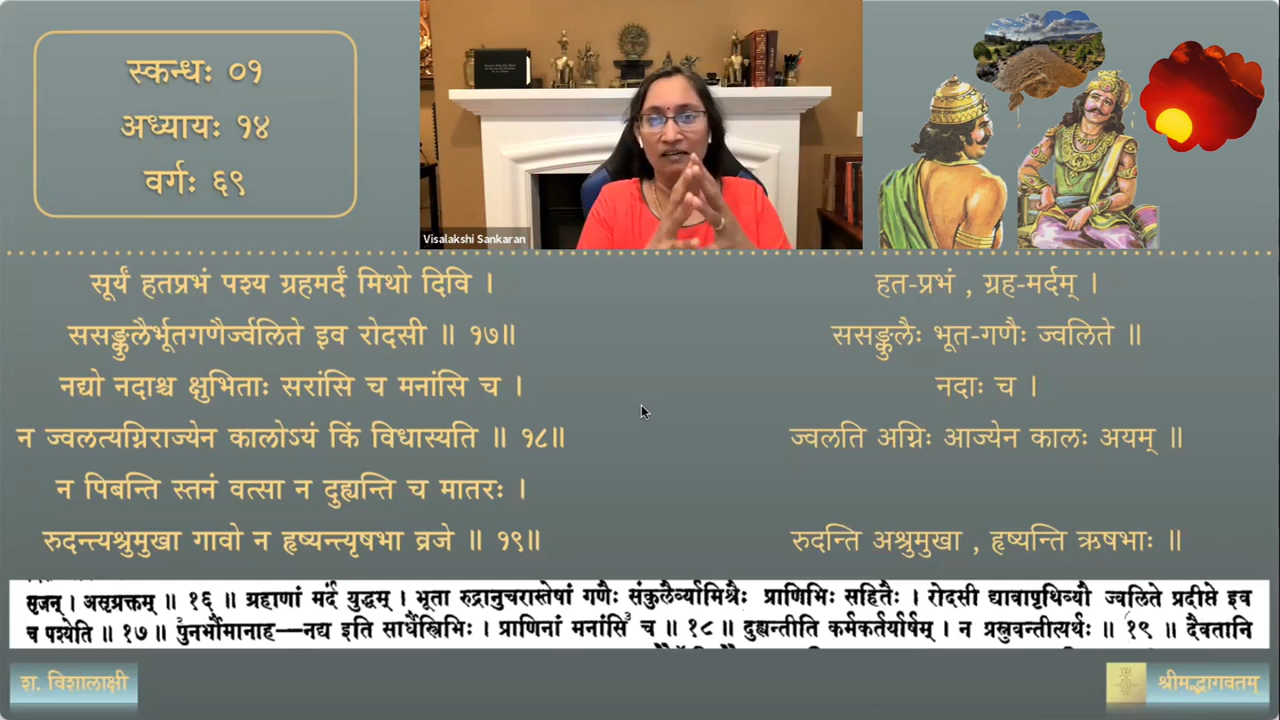 स्कन्धः ०१
अध्यायः १४
वर्गः ६९
Visalakshi Sankaran
सूर्यं हतप्रभं पश्य ग्रहमर्दं मिथो दिवि ।
हत-प्रभं , ग्रह-मर्दम् ।
ससङ्कुलैर्भूतगणैर्ज्वलिते इव रोदसी ॥ १७॥
ससङ्कुलैः भूत-गणैः ज्वलिते ॥
नद्यो नदाश्च क्षुभिताः सरांसि च मनांसि च ।
नदाः च ।
न ज्वलत्यग्निराज्येन कालोऽयं किं विधास्यति ॥ १८॥
ज्वलति अग्निः आज्येन कालः अयम् ॥
न पिबन्ति स्तनं वत्सा न दुह्यन्ति च मातरः ।
रुदन्त्यश्रुमुखा गावो न हृष्यन्त्यृषभा व्रजे ॥ १९॥
रुदन्ति अश्रुमुखा , हृष्यन्ति ऋषभाः ॥
सृजन् । असृक्प्रक्तम् ॥ १६ ॥ ग्रहाणां मर्दं युद्धम् । भूता रुद्रानुचरास्तेषां गणैः संकुलैर्व्यामिश्रैः प्राणिभिः सहितैः । रोदसी द्यावापृथिव्यौ ज्वलिते प्रदीप्ते इव
च पश्येति ॥ १७ ॥ पुनर्भौमानाह—नद्य इति सार्धैस्त्रिभिः । प्राणिनां मनांसि³ च ॥ १८ ॥ दुह्यन्तीति कर्मकर्तर्यार्षम् । न प्रस्नुवन्तीत्यर्थः ॥ १९ ॥ दैवतानि
श. विशालाक्षी
श्रीमद्भागवतम्